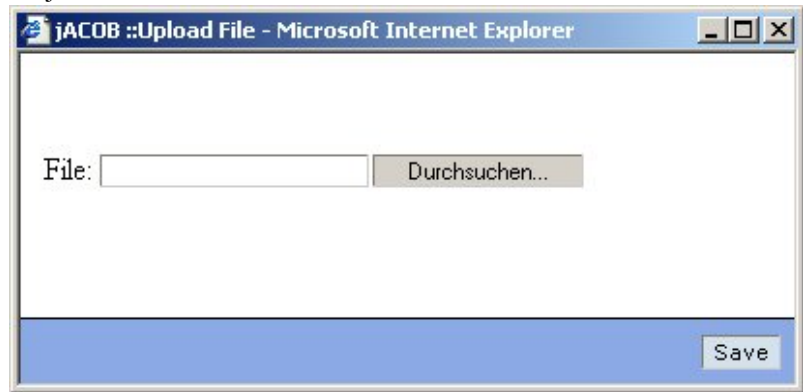 jACOB ::Upload File - Microsoft Internet Explorer
File: Durchsuchen...
Save